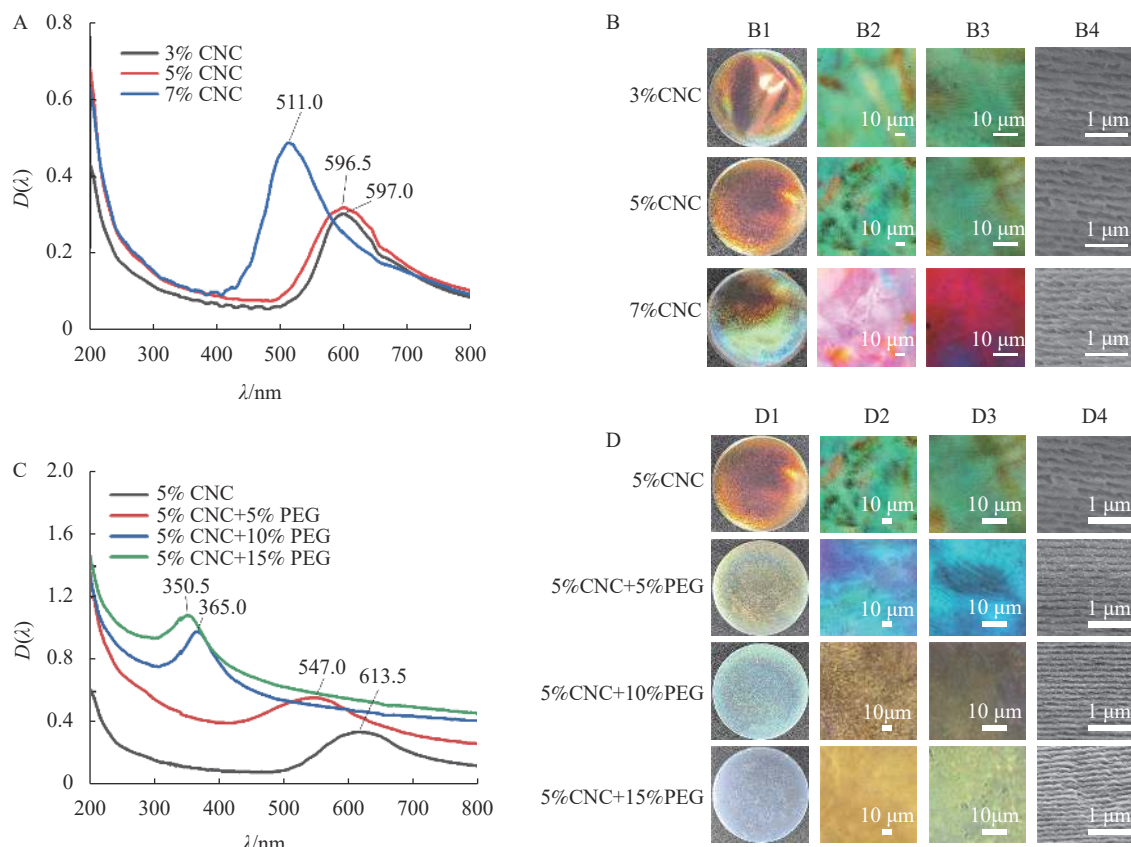 A
0.8
0.6
0.4
0.2
0
D(λ)
3% CNC
5% CNC
7% CNC
511.0
596.5
597.0
200 300 400 500 600 700 800
λ/nm
B
B1 B2 B3 B4
3%CNC
10 μm 10 μm 1 μm
5%CNC
10 μm 10 μm 1 μm
7%CNC
10 μm 10 μm 1 μm
C
2.0
1.6
1.2
0.8
0.4
0
D(λ)
5% CNC
5% CNC+5% PEG
5% CNC+10% PEG
5% CNC+15% PEG
350.5
365.0
547.0
613.5
200 300 400 500 600 700 800
λ/nm
D
D1 D2 D3 D4
5%CNC
10 μm 10 μm 1 μm
5%CNC+5%PEG
10 μm 10 μm 1 μm
5%CNC+10%PEG
10μm 10 μm 1 μm
5%CNC+15%PEG
10 μm 10μm 1 μm